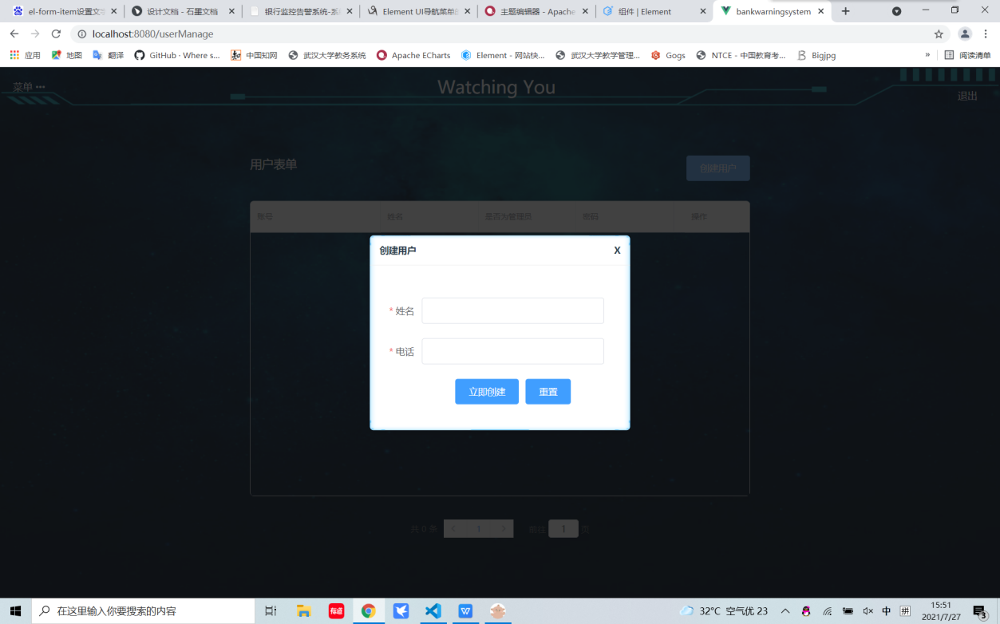 el-form-item设置文
设计文档 - 石墨文档
银行监控告警系统-系
Element UI导航菜单
主题编辑器 - Apache
组件 | Element
bankwarningsystem
localhost:8080/userManage
应用
地图
翻译
GitHub · Where s...
中国知网
武汉大学教务系统
Apache ECharts
Element - 网站快...
武汉大学教学管理...
Gogs
NTCE - 中国教育考...
Bigjpg
»
阅读清单
菜单 •••
Watching You
退出
用户表单
创建用户
账号
姓名
是否为管理员
密码
操作
创建用户
X
* 姓名
* 电话
立即创建
重置
共 0 条
1
前往
1
页
在这里输入你要搜索的内容
有道
32°C 空气优 23
中
拼
15:51
2021/7/27
3